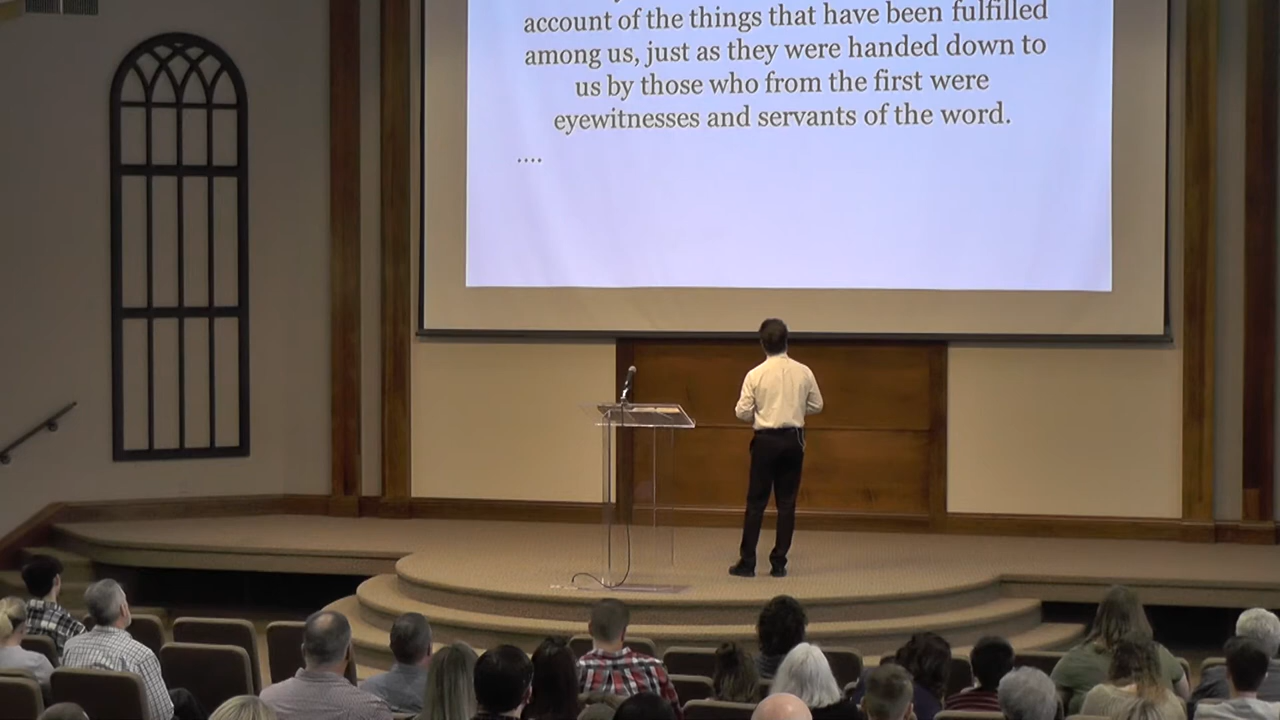 account of the things that have been fulfilled
among us, just as they were handed down to
us by those who from the first were
eyewitnesses and servants of the word.
....